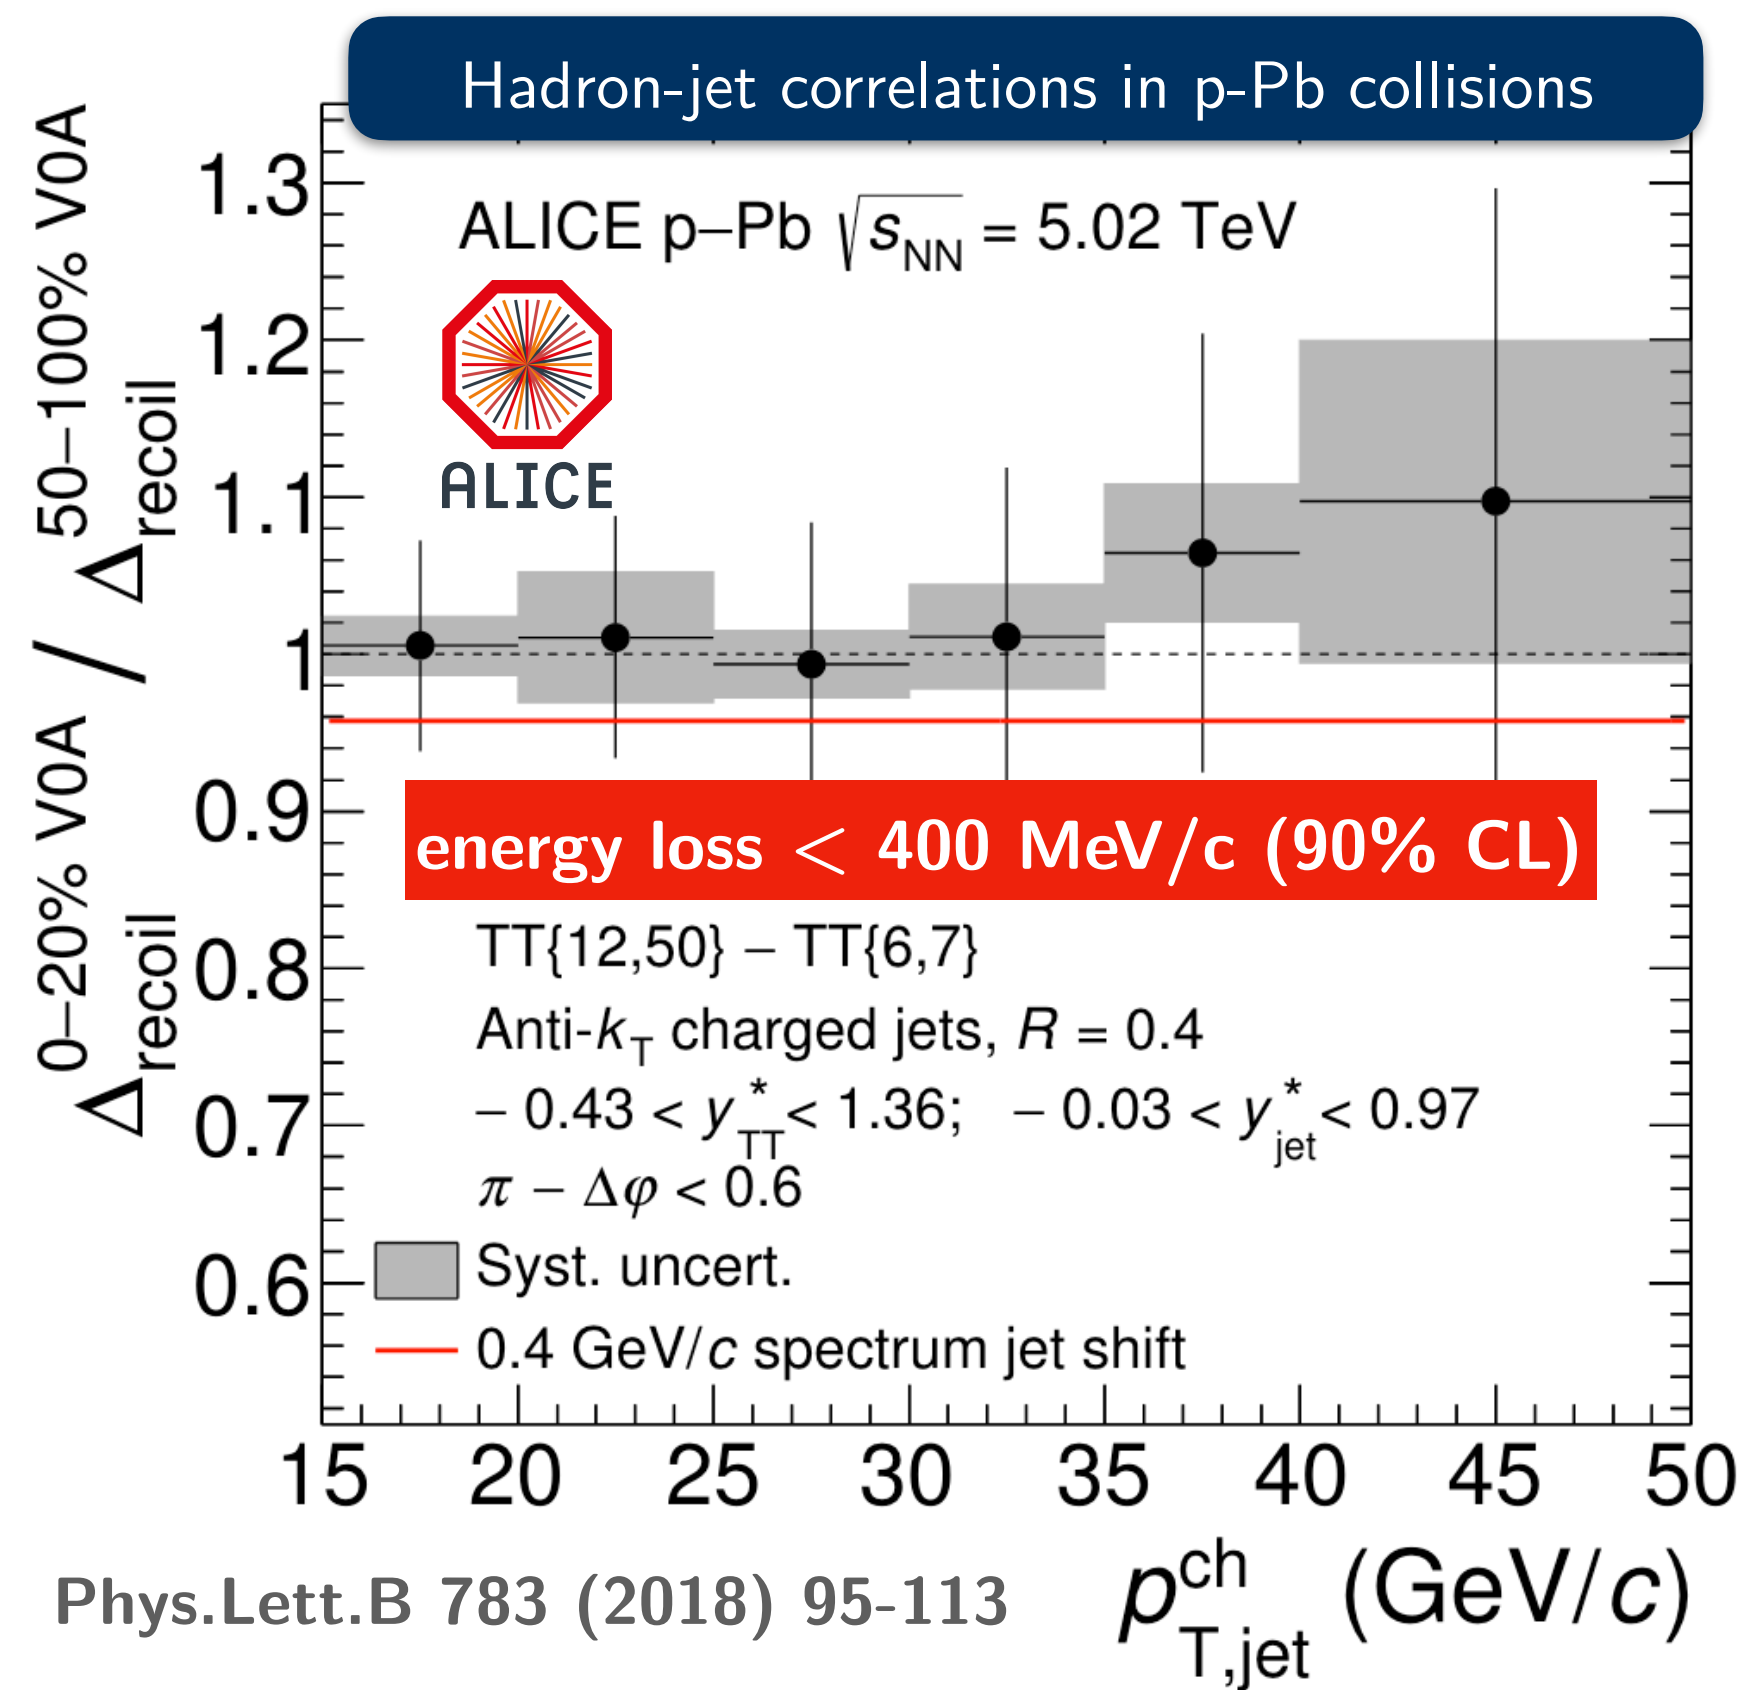 Hadron-jet correlations in p-Pb collisions
ALICE p–Pb √sNN = 5.02 TeV
ALICE
Δrecoil 0–20% V0A / Δrecoil 50–100% V0A
1.3
1.2
1.1
1
0.9
0.8
0.7
0.6
energy loss < 400 MeV/c (90% CL)
TT{12,50} – TT{6,7}
Anti-kT charged jets, R = 0.4
– 0.43 < y*TT < 1.36; – 0.03 < y*jet < 0.97
π – Δφ < 0.6
Syst. uncert.
0.4 GeV/c spectrum jet shift
15 20 25 30 35 40 45 50
pchT,jet (GeV/c)
Phys.Lett.B 783 (2018) 95-113